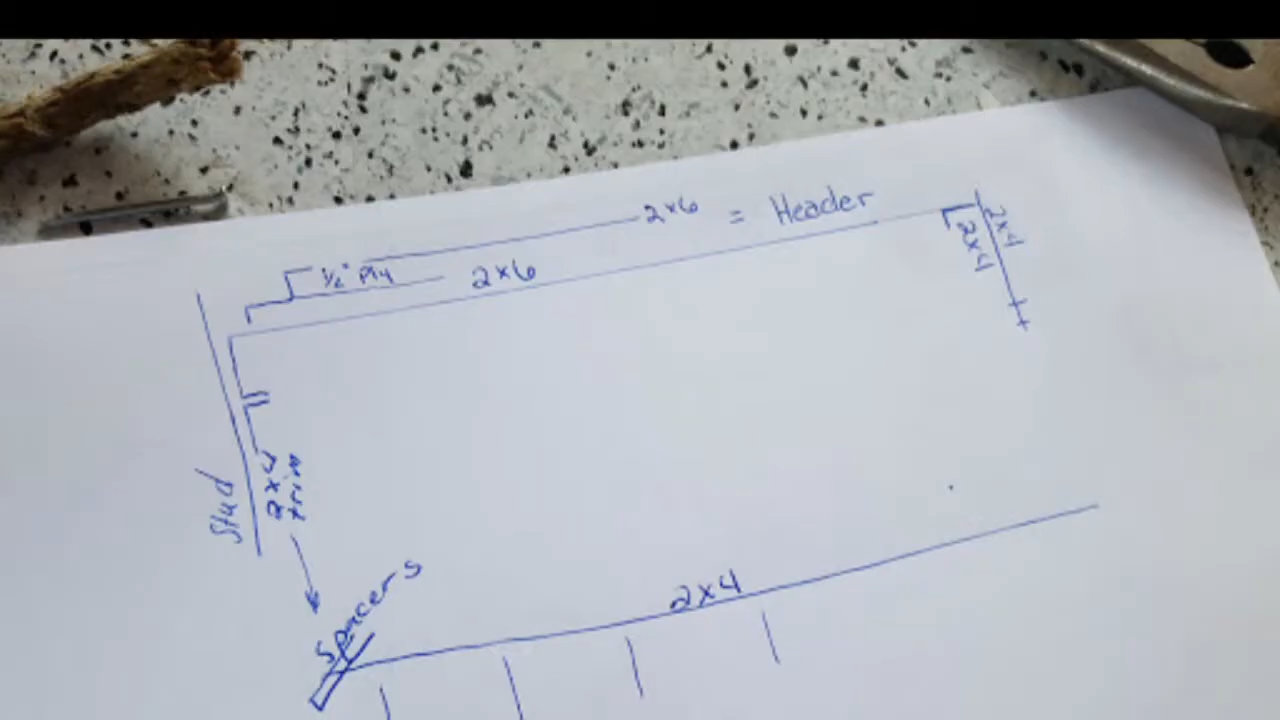 2x6 = Header
1/2" Ply 2x6
2x4
2x4
Stud
2x4
trim
Spacers
2x4